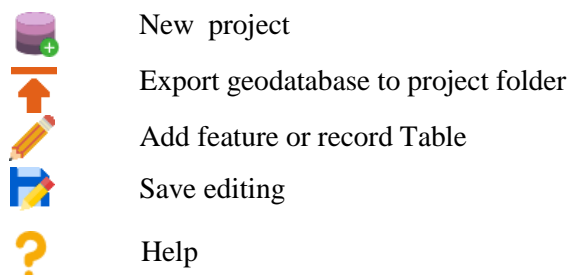 New project
Export geodatabase to project folder
Add feature or record Table
Save editing
Help